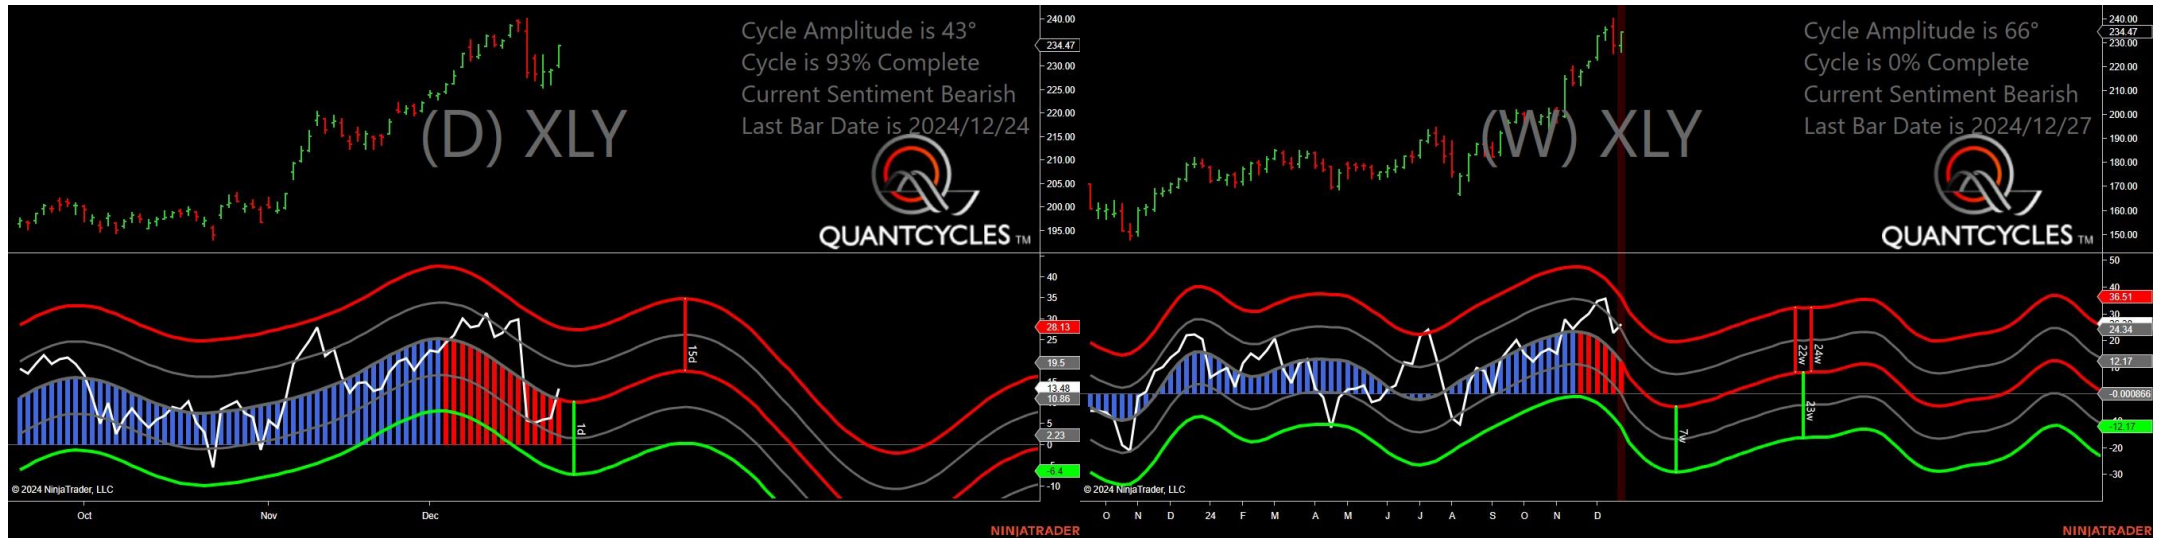 Cycle Amplitude is 43°
Cycle is 93% Complete
Current Sentiment Bearish
Last Bar Date is 2024/12/24
(D) XLY
QUANTCYCLES TM
240.00
234.47
230.00
225.00
220.00
215.00
210.00
205.00
200.00
195.00
40
35
30
28.13
25
19.5
13.48
10.86
5
2.23
0
-6.4
-10
15d
1d
© 2024 NinjaTrader, LLC
Oct Nov Dec
NINJATRADER
Cycle Amplitude is 66°
Cycle is 0% Complete
Current Sentiment Bearish
Last Bar Date is 2024/12/27
(W) XLY
QUANTCYCLES TM
240.00
234.47
230.00
220.00
210.00
200.00
190.00
180.00
170.00
160.00
150.00
50
40
36.51
24.34
20
12.17
-0.000866
-12.17
-20
-30
22w
24w
23w
7w
© 2024 NinjaTrader, LLC
O N D 24 F M A M J J A S O N D
NINJATRADER